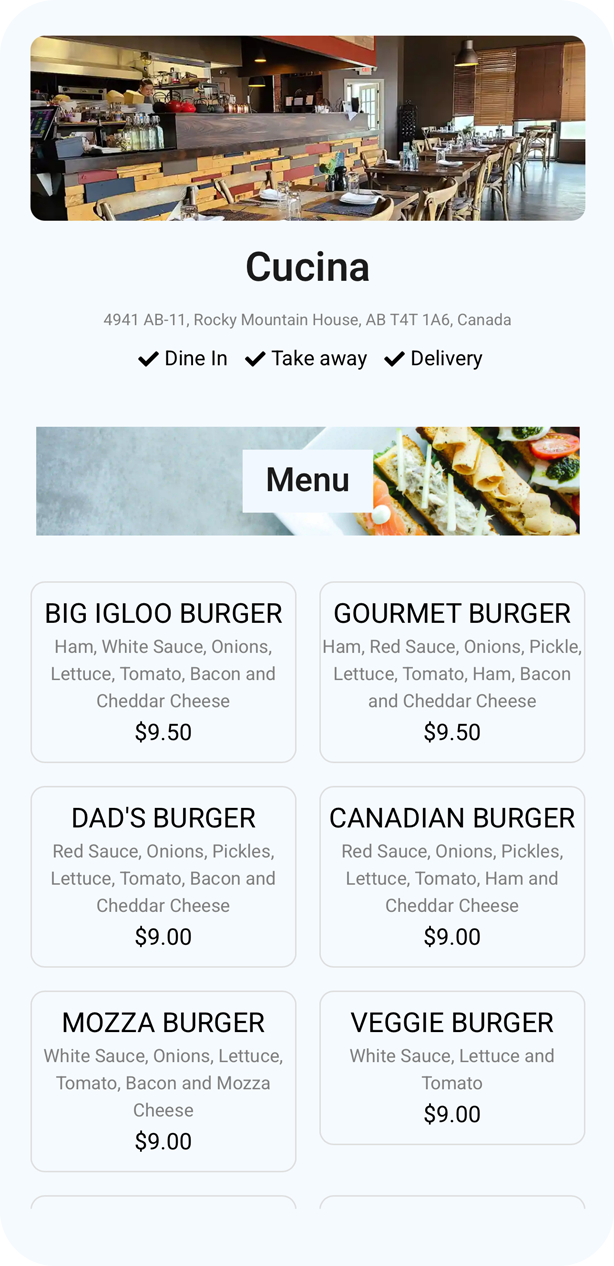 Cucina
4941 AB-11, Rocky Mountain House, AB T4T 1A6, Canada
Dine In Take away Delivery
Menu
BIG IGLOO BURGER
Ham, White Sauce, Onions,
Lettuce, Tomato, Bacon and
Cheddar Cheese
$9.50
GOURMET BURGER
Ham, Red Sauce, Onions, Pickle,
Lettuce, Tomato, Ham, Bacon
and Cheddar Cheese
$9.50
DAD'S BURGER
Red Sauce, Onions, Pickles,
Lettuce, Tomato, Bacon and
Cheddar Cheese
$9.00
CANADIAN BURGER
Red Sauce, Onions, Pickles,
Lettuce, Tomato, Ham and
Cheddar Cheese
$9.00
MOZZA BURGER
White Sauce, Onions, Lettuce,
Tomato, Bacon and Mozza
Cheese
$9.00
VEGGIE BURGER
White Sauce, Lettuce and
Tomato
$9.00